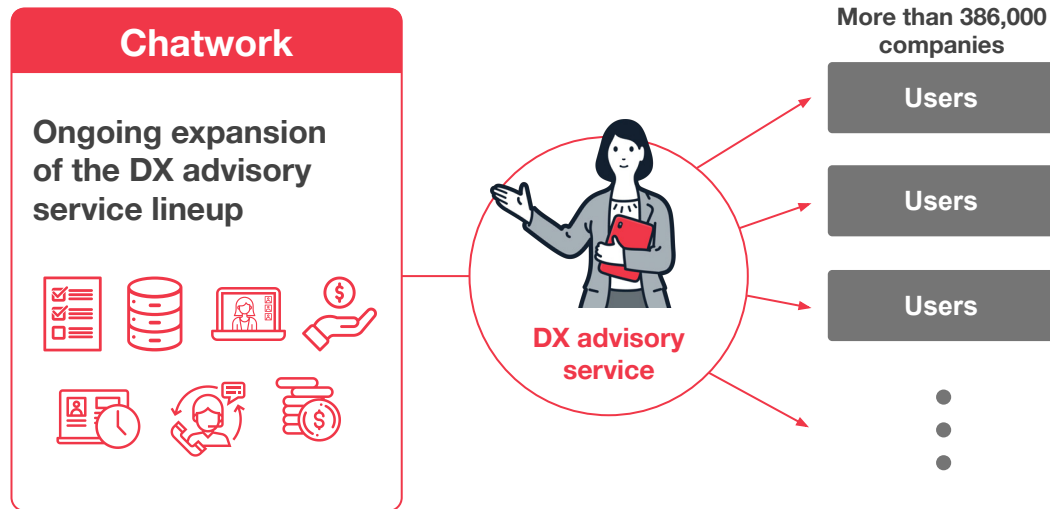 Chatwork
Ongoing expansion
of the DX advisory
service lineup
DX advisory
service
More than 386,000
companies
Users
Users
Users